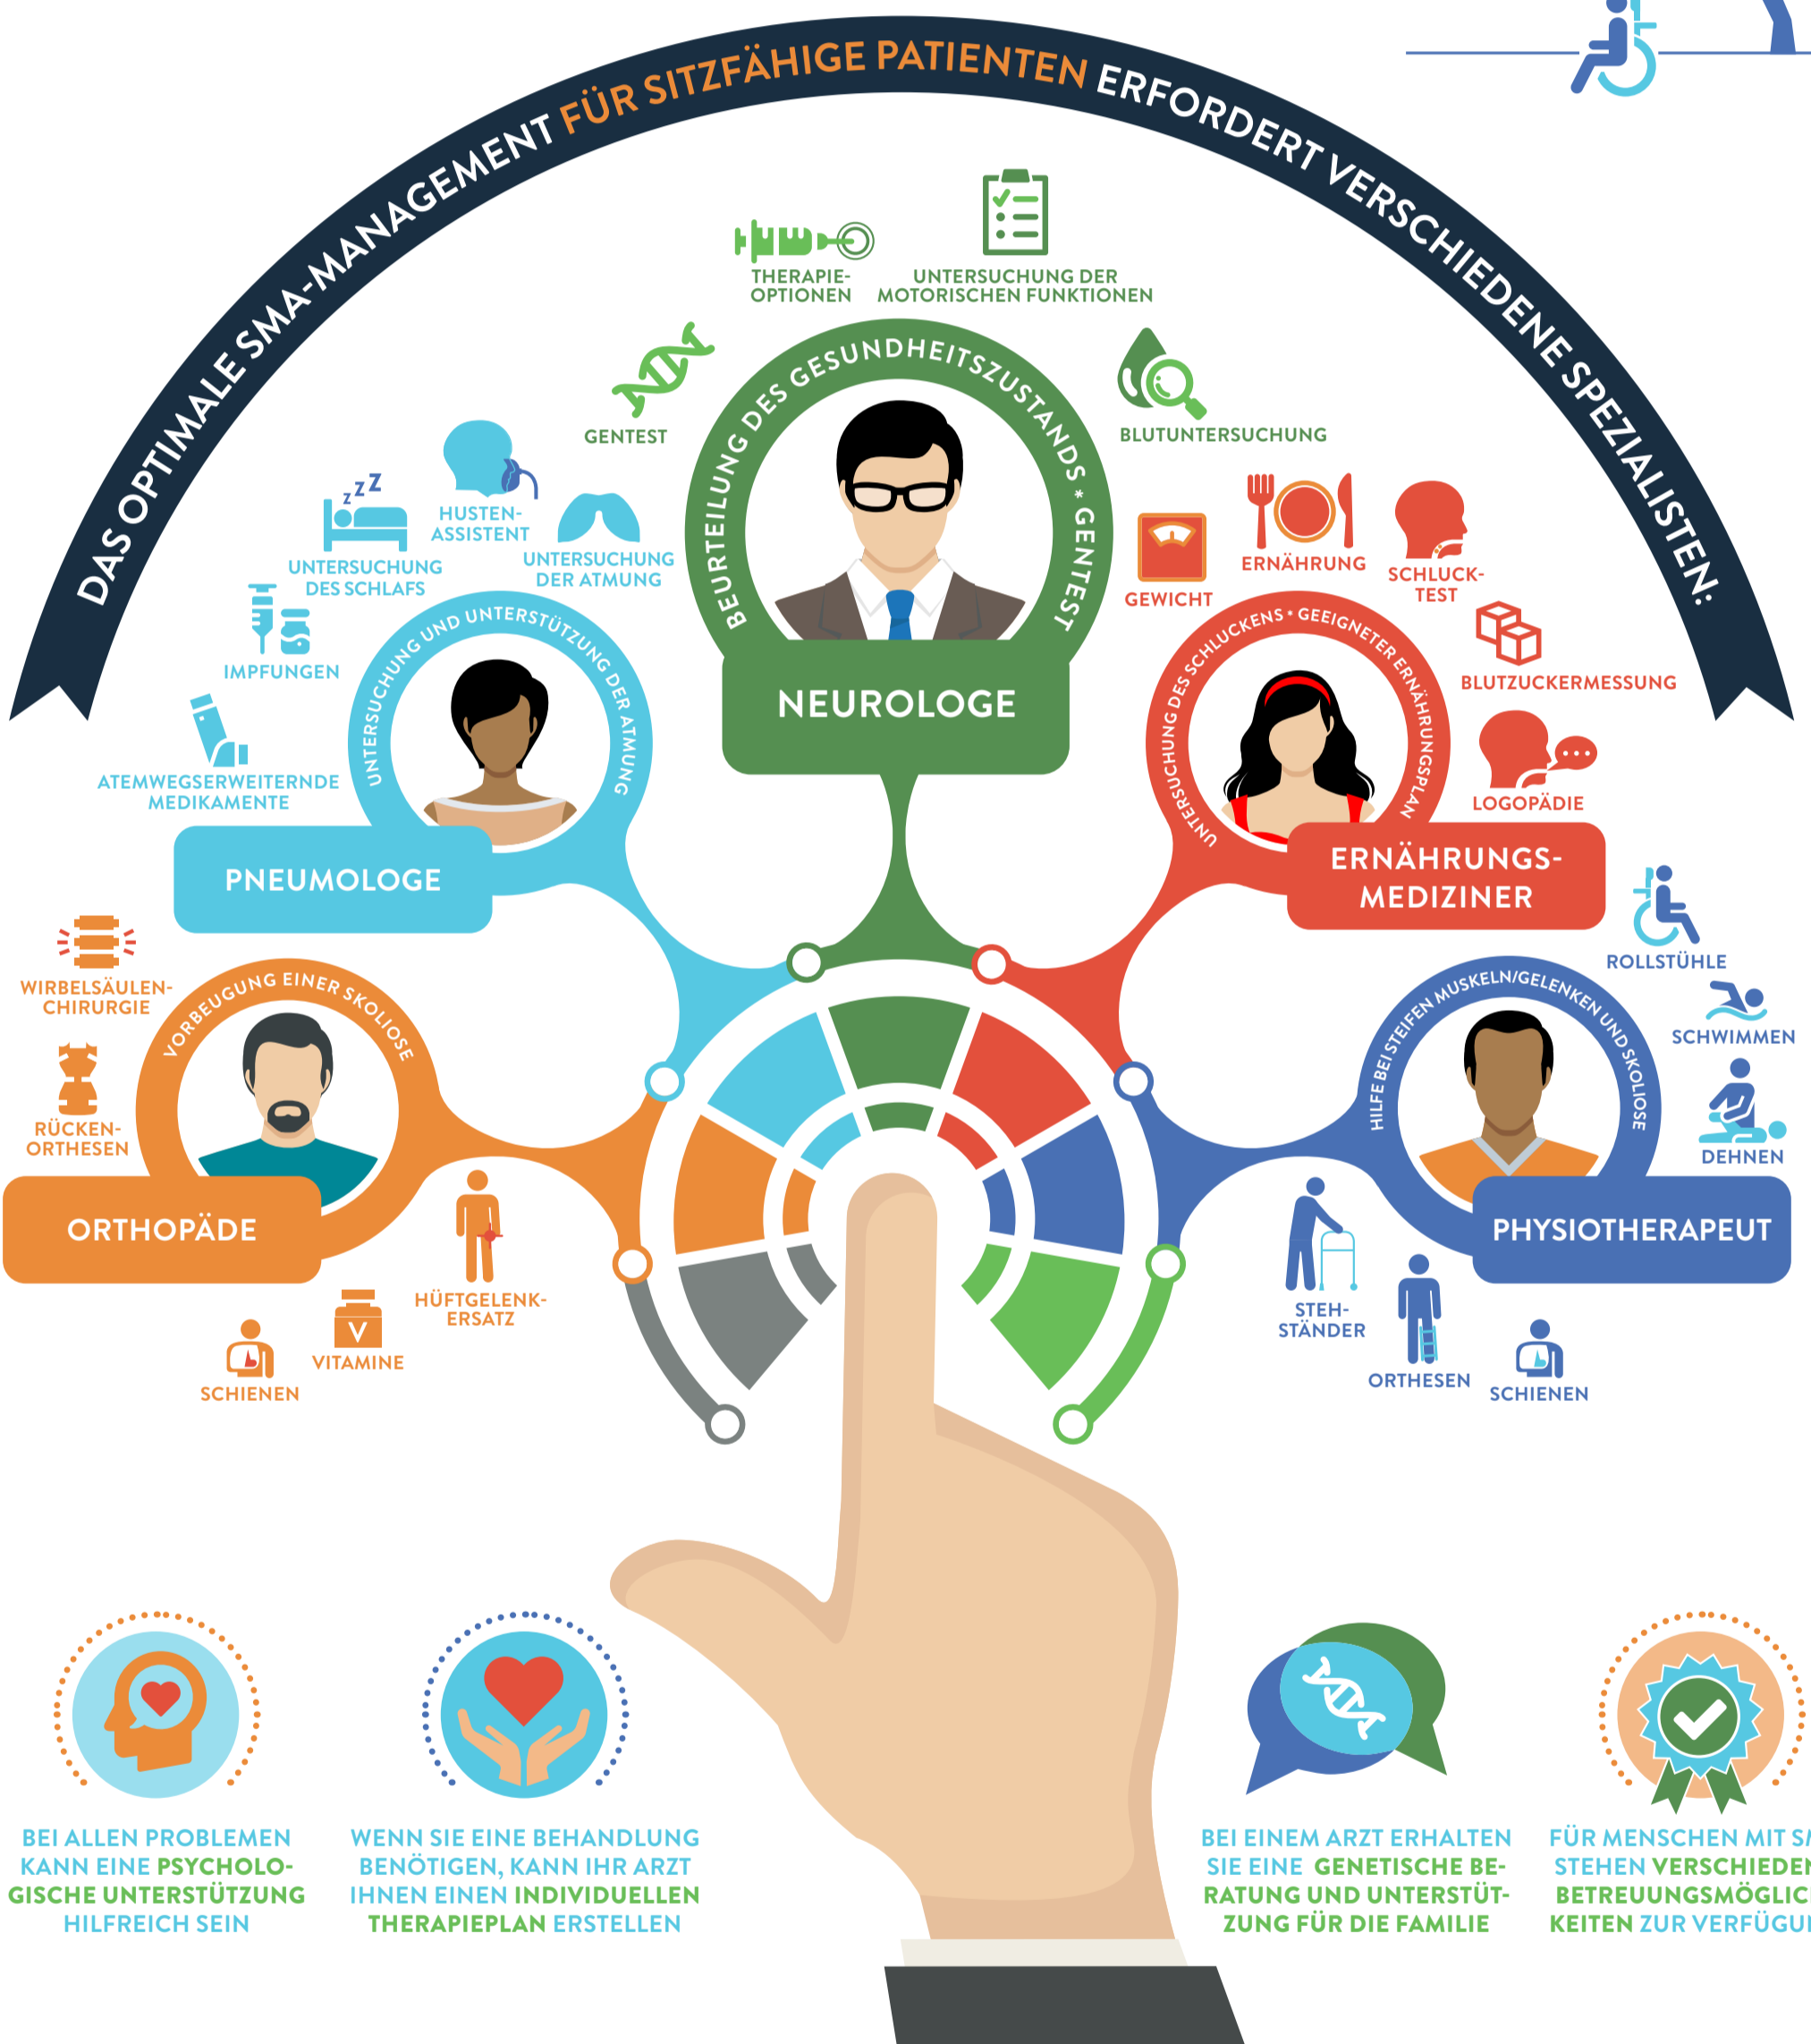 DAS OPTIMALE SMA-MANAGEMENT FÜR SITZFÄHIGE PATIENTEN ERFORDERT VERSCHIEDENE SPEZIALISTEN:
THERAPIE-
OPTIONEN
UNTERSUCHUNG DER
MOTORISCHEN FUNKTIONEN
GENTEST
BLUTUNTERSUCHUNG
BEURTEILUNG DES GESUNDHEITSZUSTANDS * GENTEST
NEUROLOGE
HUSTEN-
ASSISTENT
UNTERSUCHUNG
DES SCHLAFS
zZZ
UNTERSUCHUNG
DER ATMUNG
IMPFUNGEN
ATEMWEGSERWEITERNDE
MEDIKAMENTE
UNTERSUCHUNG UND UNTERSTÜTZUNG DER ATMUNG
PNEUMOLOGE
GEWICHT
ERNÄHRUNG
SCHLUCK-
TEST
BLUTZUCKERMESSUNG
LOGOPÄDIE
UNTERSUCHUNG DES SCHLUCKENS * GEEIGNETER ERNÄHRUNGSPLAN
ERNÄHRUNGS-
MEDIZINER
WIRBELSÄULEN-
CHIRURGIE
RÜCKEN-
ORTHESEN
VORBEUGUNG EINER SKOLIOSE
ORTHOPÄDE
HÜFTGELENK-
ERSATZ
V
VITAMINE
SCHIENEN
ROLLSTÜHLE
SCHWIMMEN
DEHNEN
HILFE BEI STEIFEN MUSKELN/GELENKEN UND SKOLIOSE
PHYSIOTHERAPEUT
STEH-
STÄNDER
ORTHESEN
SCHIENEN
BEI ALLEN PROBLEMEN
KANN EINE PSYCHOLO-
GISCHE UNTERSTÜTZUNG
HILFREICH SEIN
WENN SIE EINE BEHANDLUNG
BENÖTIGEN, KANN IHR ARZT
IHNEN EINEN INDIVIDUELLEN
THERAPIEPLAN ERSTELLEN
BEI EINEM ARZT ERHALTEN
SIE EINE GENETISCHE BE-
RATUNG UND UNTERSTÜT-
ZUNG FÜR DIE FAMILIE
FÜR MENSCHEN MIT
STEHEN
KEITEN ZUR